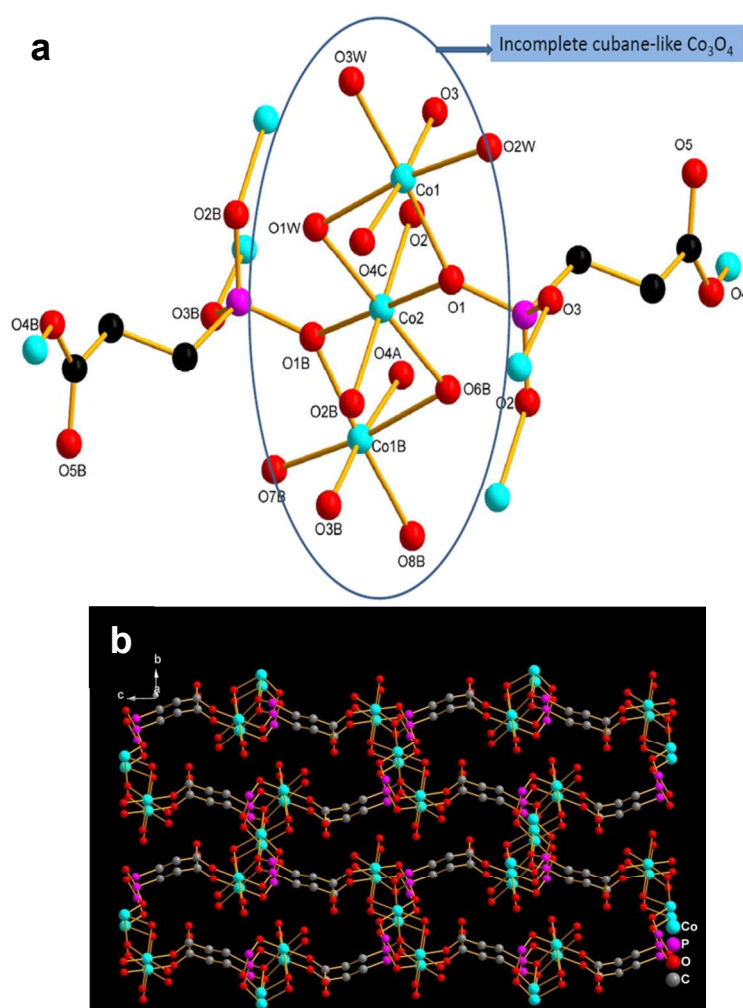 a
Incomplete cubane-like Co₃O₄
O3W
O3
O2W
O5
Co1
O2B
O1W
O2
O4C
O1
O4
O3B
Co2
O3
O4B
O1B
O4A
O6B
O2
O2B
Co1B
O5B
O7B
O3B
O8B
b
b
c
a
Co
P
O
C